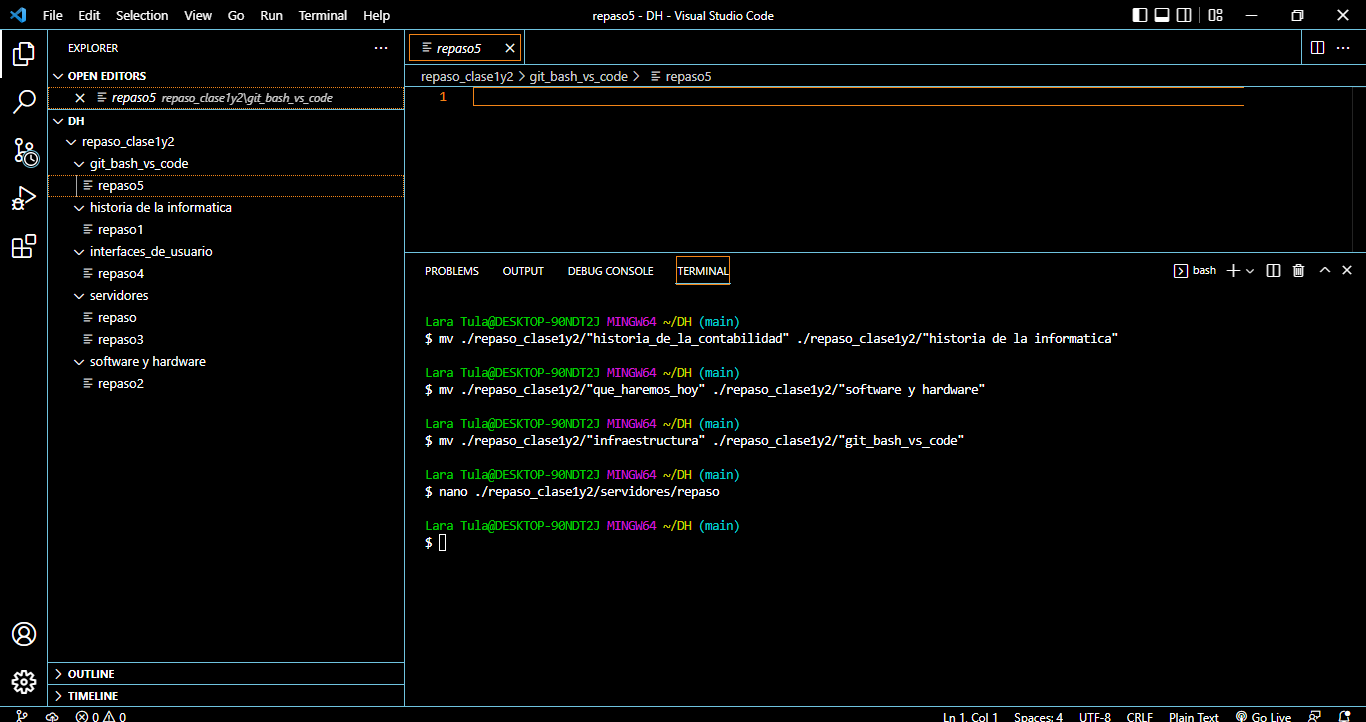 File Edit Selection View Go Run Terminal Help repaso5 - DH - Visual Studio Code
EXPLORER
OPEN EDITORS
repaso5 repaso_clase1y2\git_bash_vs_code
DH
repaso_clase1y2
git_bash_vs_code
repaso5
historia de la informatica
repaso1
interfaces_de_usuario
repaso4
servidores
repaso
repaso3
software y hardware
repaso2
OUTLINE
TIMELINE
repaso5
repaso_clase1y2 > git_bash_vs_code > repaso5
1
PROBLEMS OUTPUT DEBUG CONSOLE TERMINAL bash
Lara Tula@DESKTOP-90NDT2J MINGW64 ~/DH (main)
$ mv ./repaso_clase1y2/"historia_de_la_contabilidad" ./repaso_clase1y2/"historia de la informatica"
Lara Tula@DESKTOP-90NDT2J MINGW64 ~/DH (main)
$ mv ./repaso_clase1y2/"que_haremos_hoy" ./repaso_clase1y2/"software y hardware"
Lara Tula@DESKTOP-90NDT2J MINGW64 ~/DH (main)
$ mv ./repaso_clase1y2/"infraestructura" ./repaso_clase1y2/"git_bash_vs_code"
Lara Tula@DESKTOP-90NDT2J MINGW64 ~/DH (main)
$ nano ./repaso_clase1y2/servidores/repaso
Lara Tula@DESKTOP-90NDT2J MINGW64 ~/DH (main)
$
0 0 Ln 1, Col 1 Spaces: 4 UTF-8 CRLF Plain Text Go Live